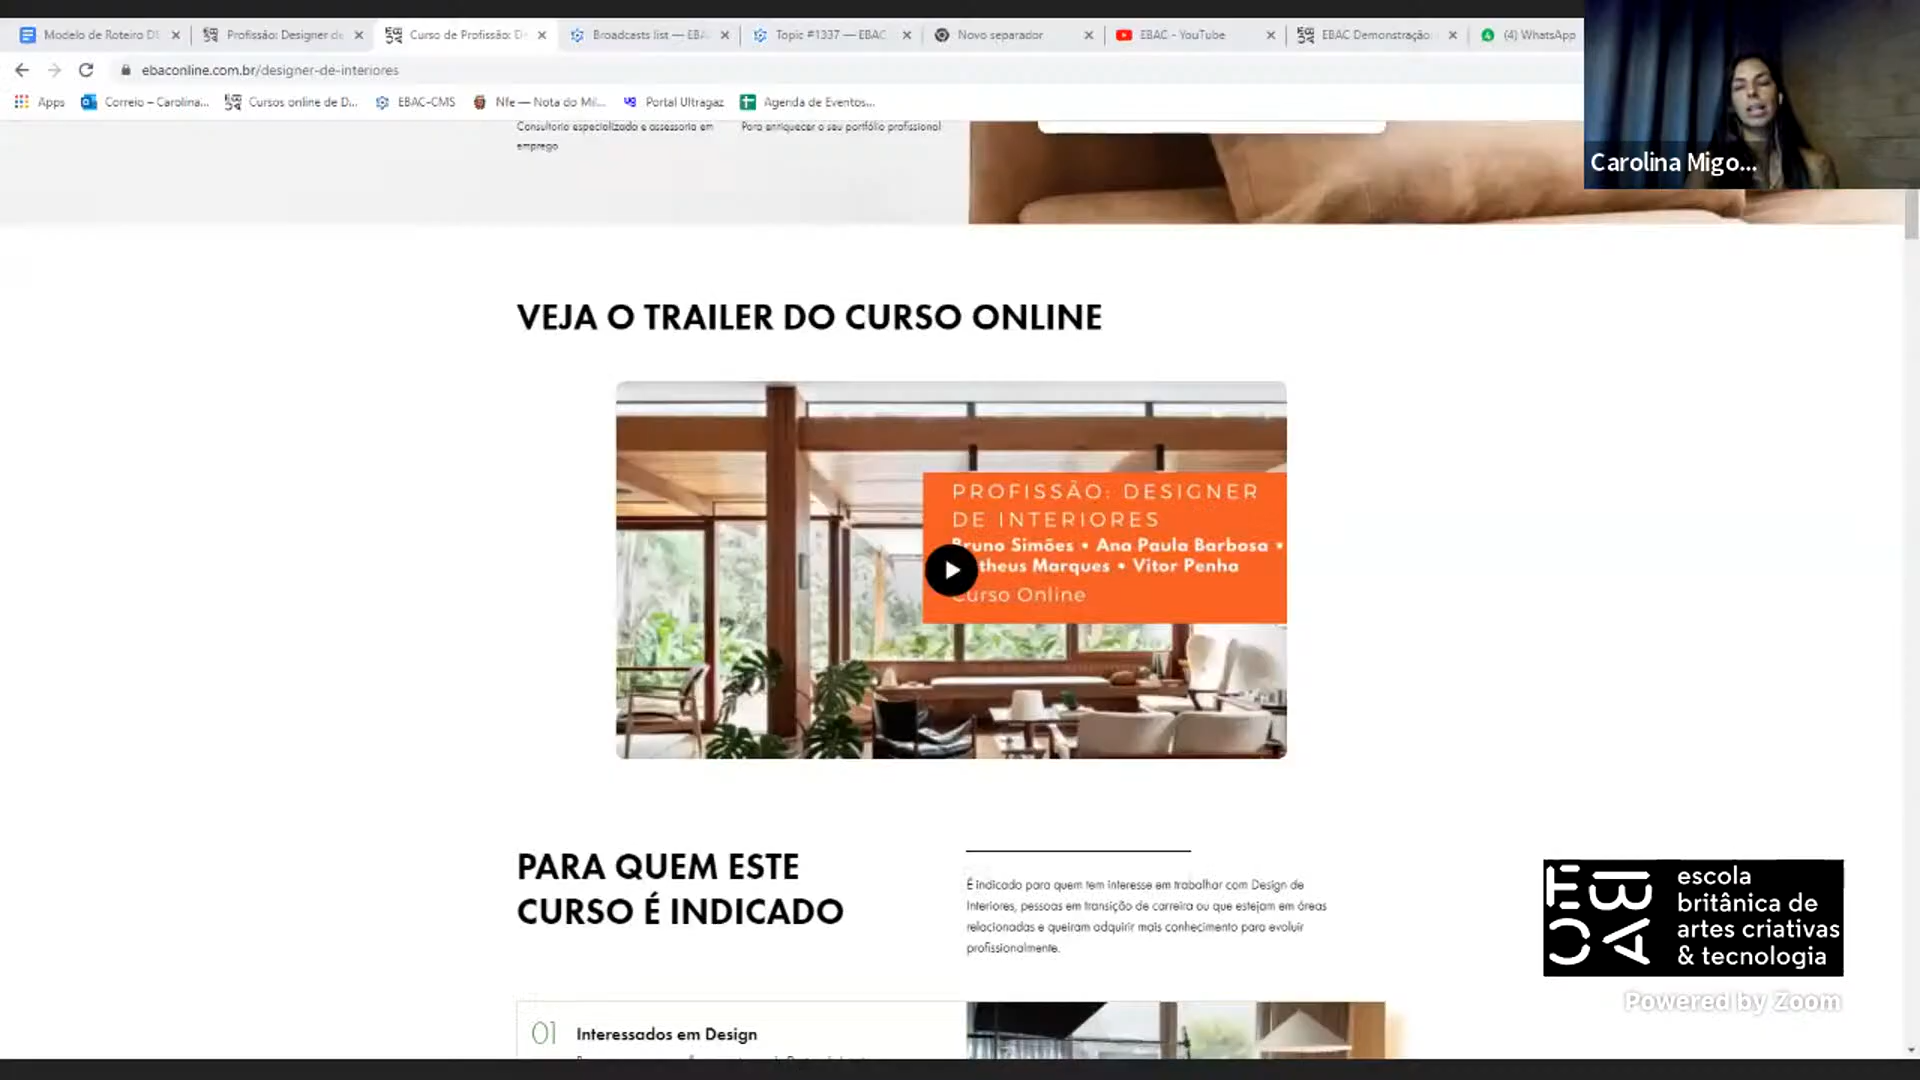 Modelo de Roteiro D
Profissão: Designer de
Curso de Profissão: D
Broadcasts list — EBA
Topic #1337 — EBAC
Novo separador
EBAC - YouTube
EBAC Demonstração
(4) WhatsApp
ebaconline.com.br/designer-de-interiores
Apps
Correio – Carolina...
Cursos online de D...
EBAC-CMS
Nfe — Nota do Mil...
Portal Ultragaz
Agenda de Eventos...
Carolina Migo...
Consultoria especializada e assessoria em
emprego
Para enriquecer o seu portfólio profissional
VEJA O TRAILER DO CURSO ONLINE
PROFISSÃO: DESIGNER
DE INTERIORES
Bruno Simões • Ana Paula Barbosa •
theus Marques • Vitor Penha
Curso Online
PARA QUEM ESTE
CURSO É INDICADO
É indicado para quem tem interesse em trabalhar com Design de
Interiores, pessoas em transição de carreira ou que estejam em áreas
relacionadas e queiram adquirir mais conhecimento para evoluir
profissionalmente.
01 Interessados em Design
EBAC
escola
britânica de
artes criativas
& tecnologia
Powered by Zoom